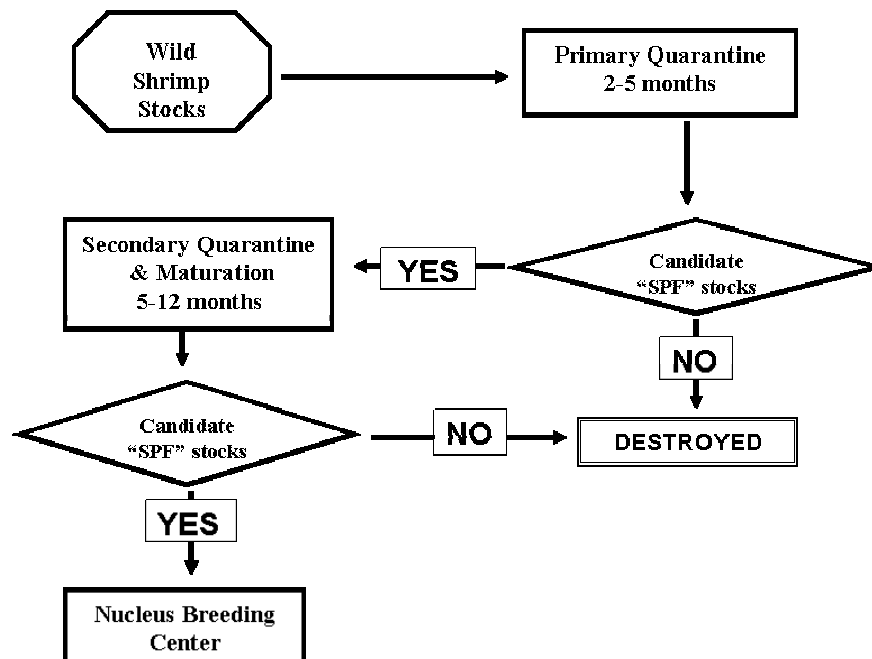 Wild
Shrimp
Stocks
Primary Quarantine
2-5 months
Candidate
“SPF” stocks
YES
NO
Secondary Quarantine
& Maturation
5-12 months
DESTROYED
Candidate
“SPF” stocks
NO
YES
Nucleus Breeding
Center